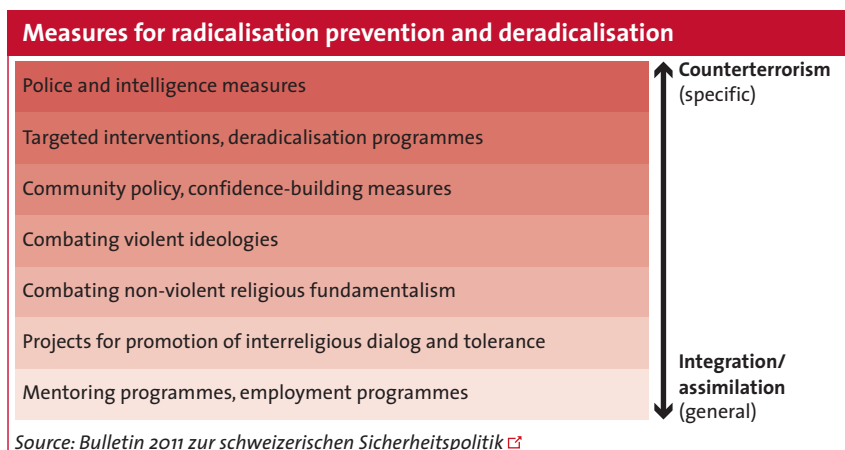 Measures for radicalisation prevention and deradicalisation
Police and intelligence measures
Targeted interventions, deradicalisation programmes
Community policy, confidence-building measures
Combating violent ideologies
Combating non-violent religious fundamentalism
Projects for promotion of interreligious dialog and tolerance
Mentoring programmes, employment programmes
Counterterrorism
(specific)
Integration/
assimilation
(general)
Source: Bulletin 2011 zur schweizerischen Sicherheitspolitik